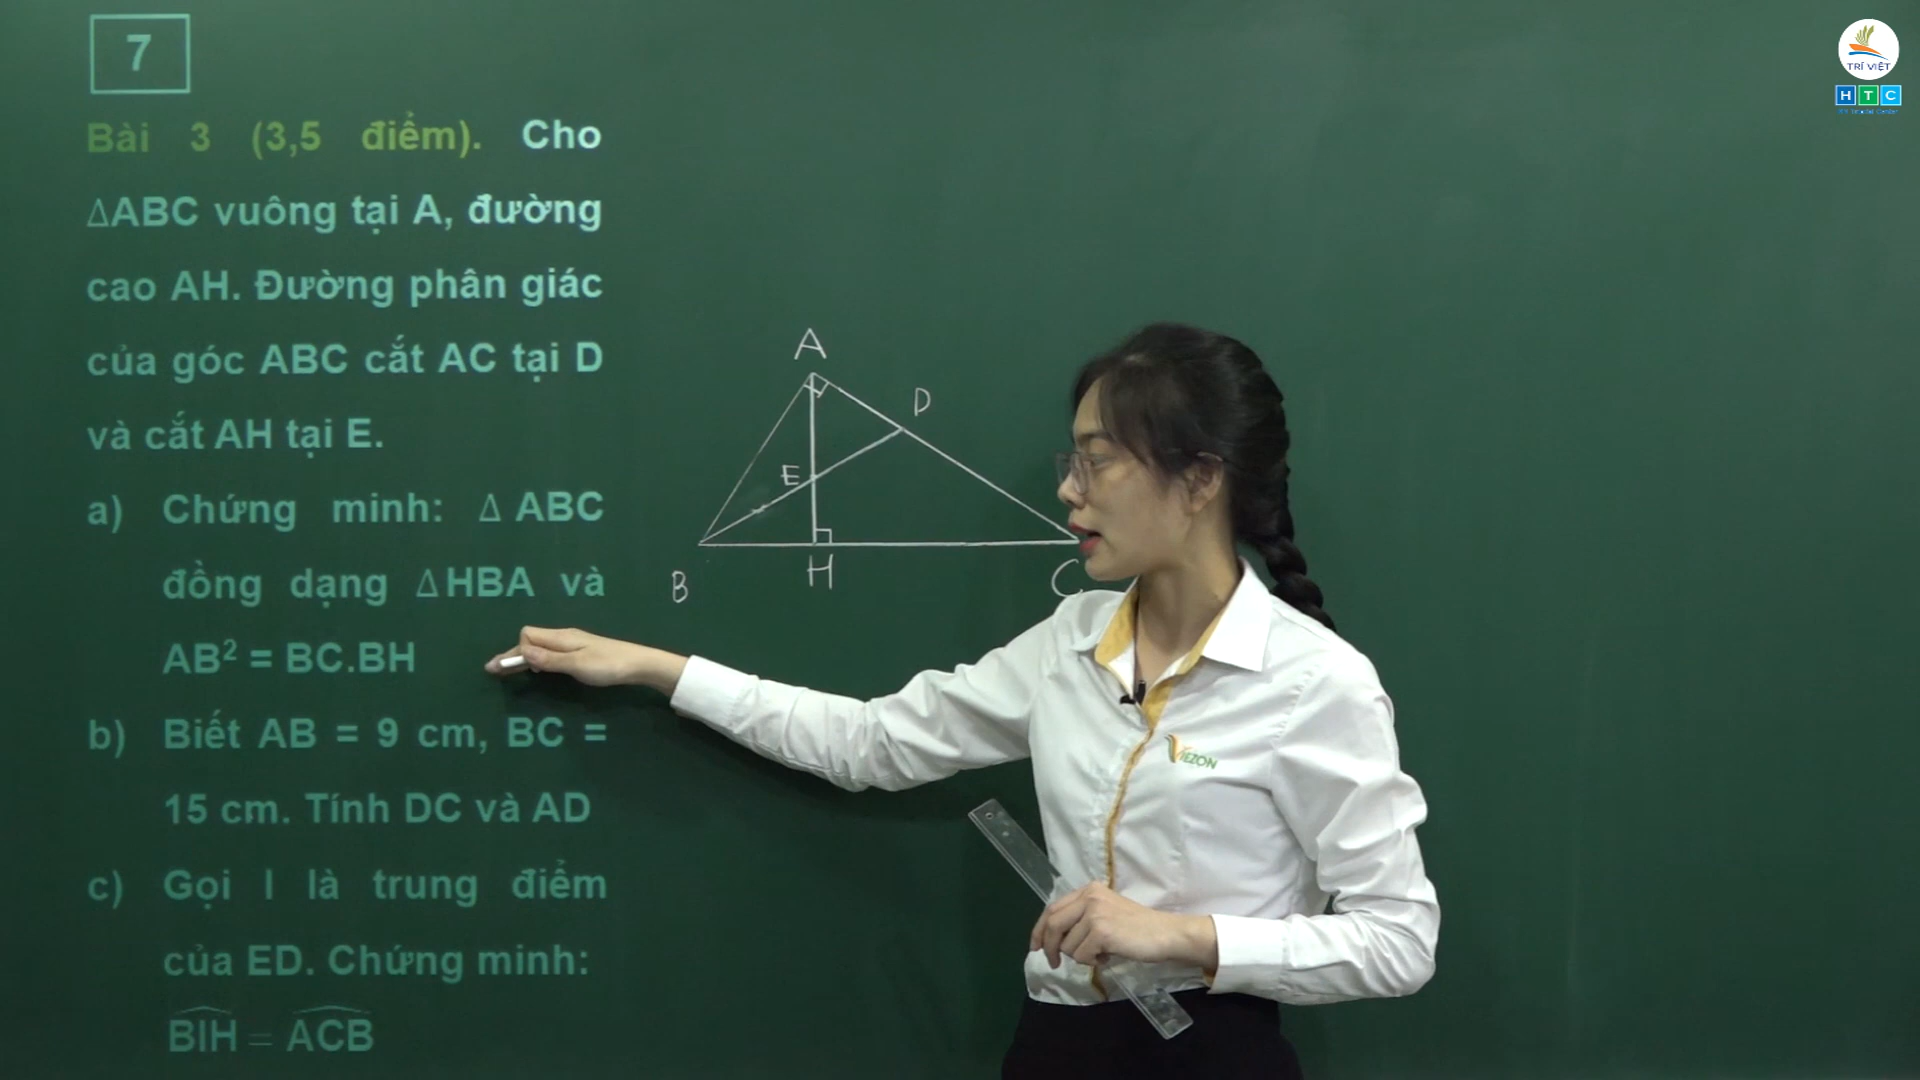 7
Bài 3 (3,5 điểm). Cho
ΔABC vuông tại A, đường
cao AH. Đường phân giác
của góc ABC cắt AC tại D
và cắt AH tại E.
a) Chứng minh: Δ ABC
đồng dạng ΔHBA và
AB² = BC.BH
b) Biết AB = 9 cm, BC =
15 cm. Tính DC và AD
c) Gọi I là trung điểm
của ED. Chứng minh:
$\widehat{BIH} = \widehat{ACB}$
A
D
E
B
H
C
VIEZON
TRÍ VIỆT
HTC